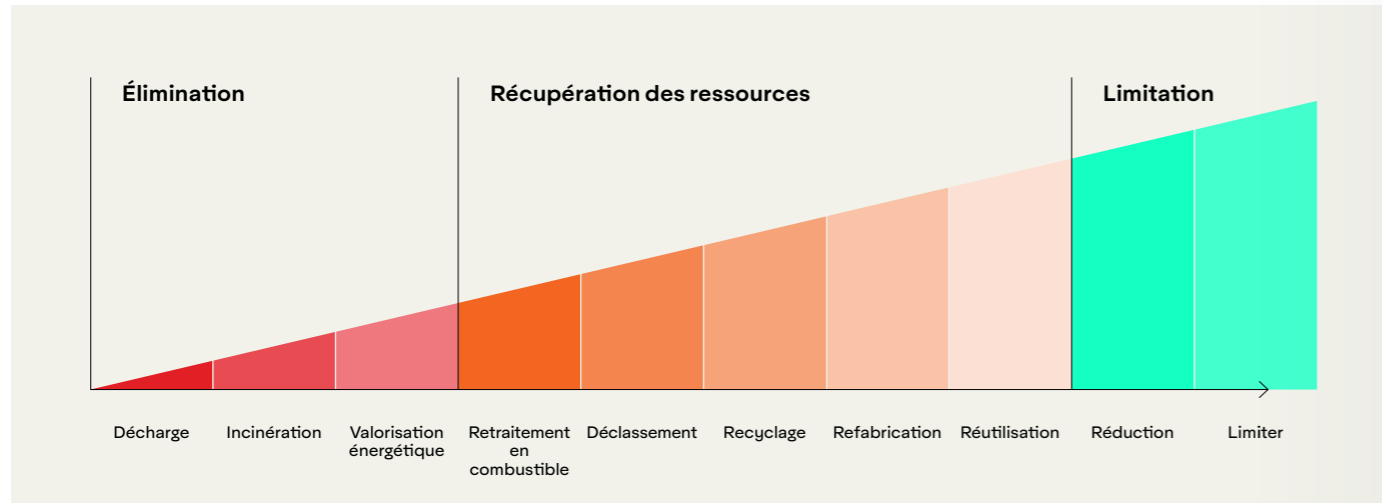 Élimination
Récupération des ressources
Limitation
Décharge
Incinération
Valorisation
énergétique
Retraitement
en
combustible
Déclassement
Recyclage
Refabrication
Réutilisation
Réduction
Limiter